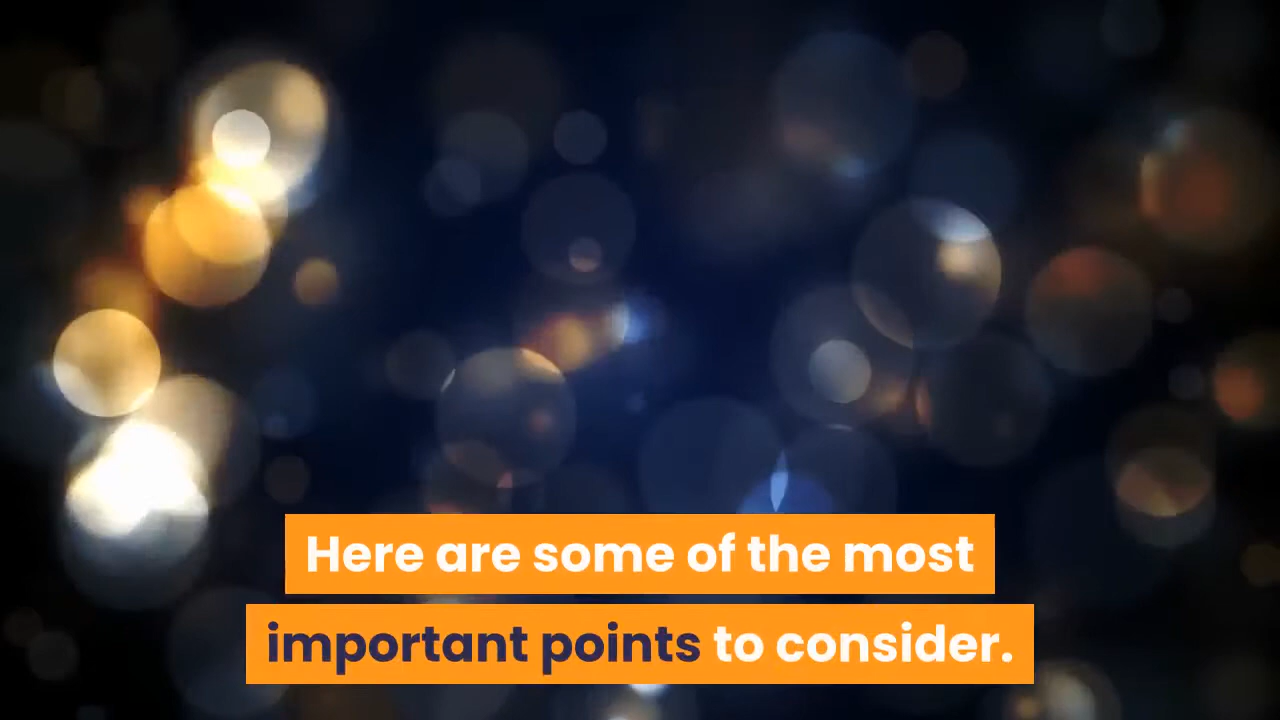 Here are some of the most
important points to consider.